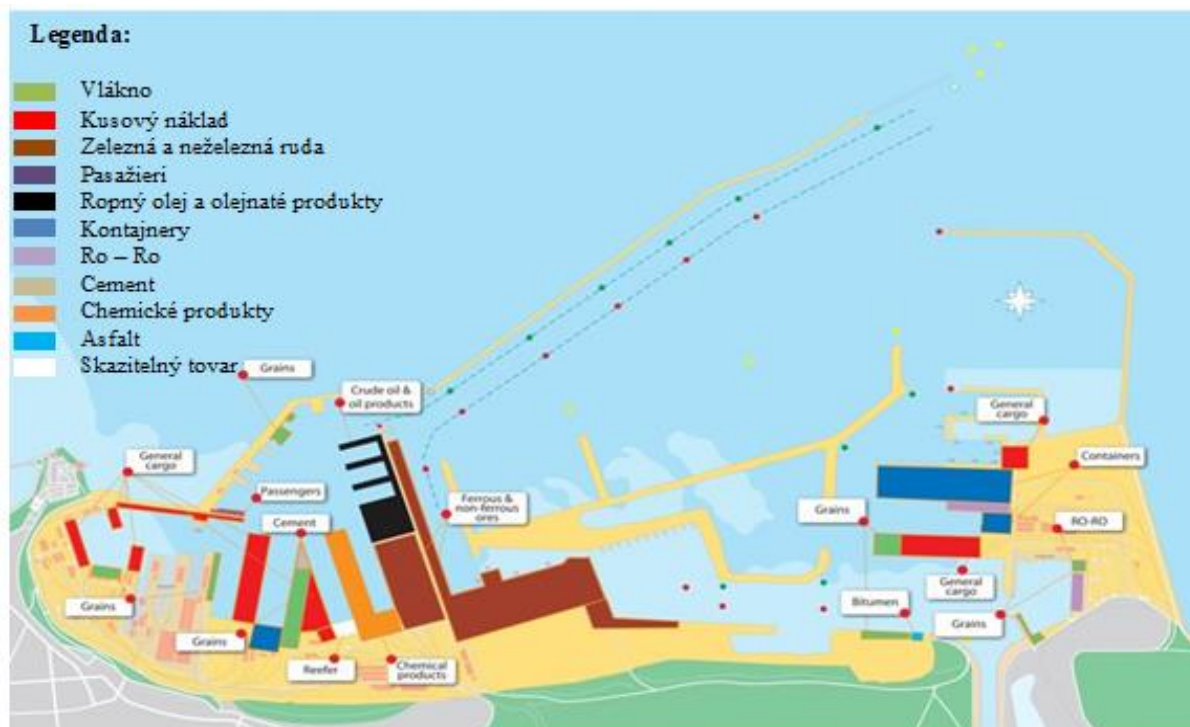 Legenda:
Vlákno
Kusový náklad
Zelezná a neželezná ruda
Pasažieri
Ropný olej a olejnaté produkty
Kontajnery
Ro – Ro
Cement
Chemické produkty
Asfalt
Skazitelný tovar
Grains
Crude oil &
oil products
General
cargo
General
cargo
Containers
Passengers
Ferrous &
non-ferrous
ores
Cement
Grains
RO-RO
General
cargo
Grains
Bitumen
Grains
Grains
Reefer
Chemical
products